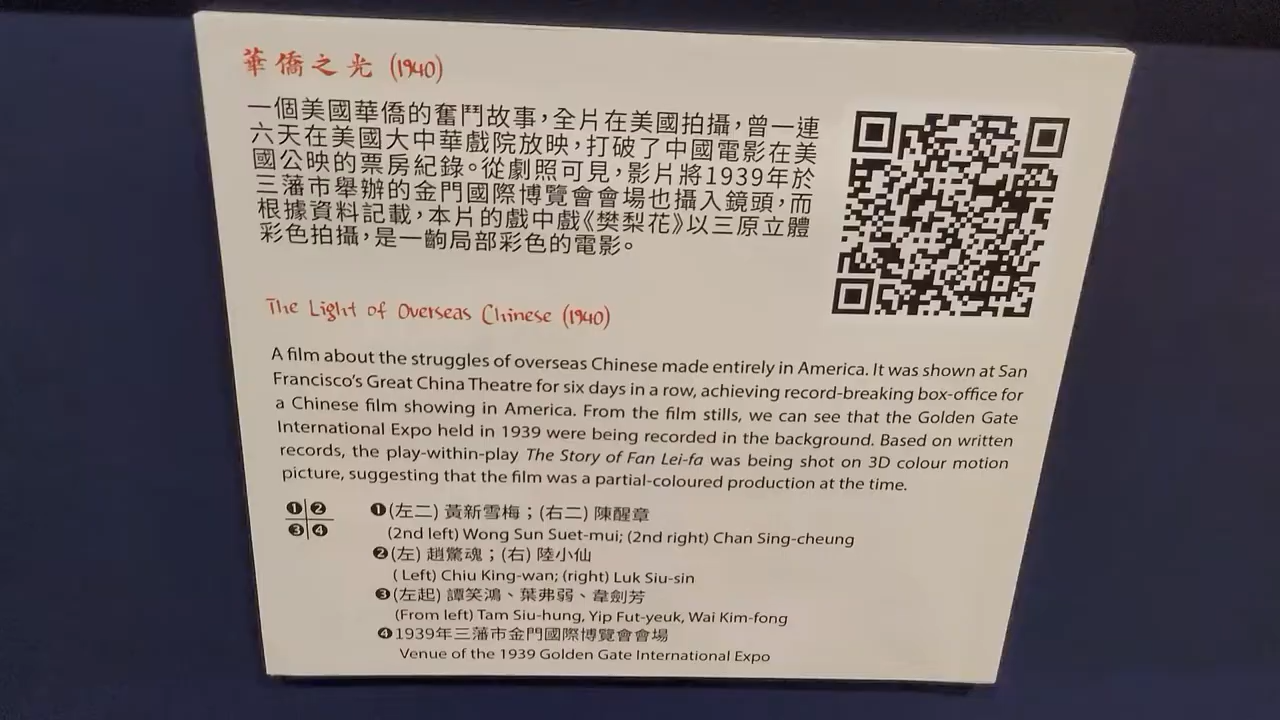 華僑之光 (1940)
一個美國華僑的奮鬥故事，全片在美國拍攝，曾一連
六天在美國大中華戲院放映，打破了中國電影在美
國公映的票房紀錄。從劇照可見，影片將1939年於
三藩市舉辦的金門國際博覽會會場也攝入鏡頭，而
根據資料記載，本片的戲中戲《樊梨花》以三原立體
彩色拍攝，是一齣局部彩色的電影。
The Light of Overseas Chinese (1940)
A film about the struggles of overseas Chinese made entirely in America. It was shown at San
Francisco's Great China Theatre for six days in a row, achieving record-breaking box-office for
a Chinese film showing in America. From the film stills, we can see that the Golden Gate
International Expo held in 1939 were being recorded in the background. Based on written
records, the play-within-play The Story of Fan Lei-fa was being shot on 3D colour motion
picture, suggesting that the film was a partial-coloured production at the time.
❶ ❷
❸ ❹
❶(左二) 黃新雪梅；(右二) 陳醒章
(2nd left) Wong Sun Suet-mui; (2nd right) Chan Sing-cheung
❷(左) 趙驚魂；(右) 陸小仙
( Left) Chiu King-wan; (right) Luk Siu-sin
❸(左起) 譚笑鴻、葉弗弱、韋劍芳
(From left) Tam Siu-hung, Yip Fut-yeuk, Wai Kim-fong
❹1939年三藩市金門國際博覽會會場
Venue of the 1939 Golden Gate International Expo